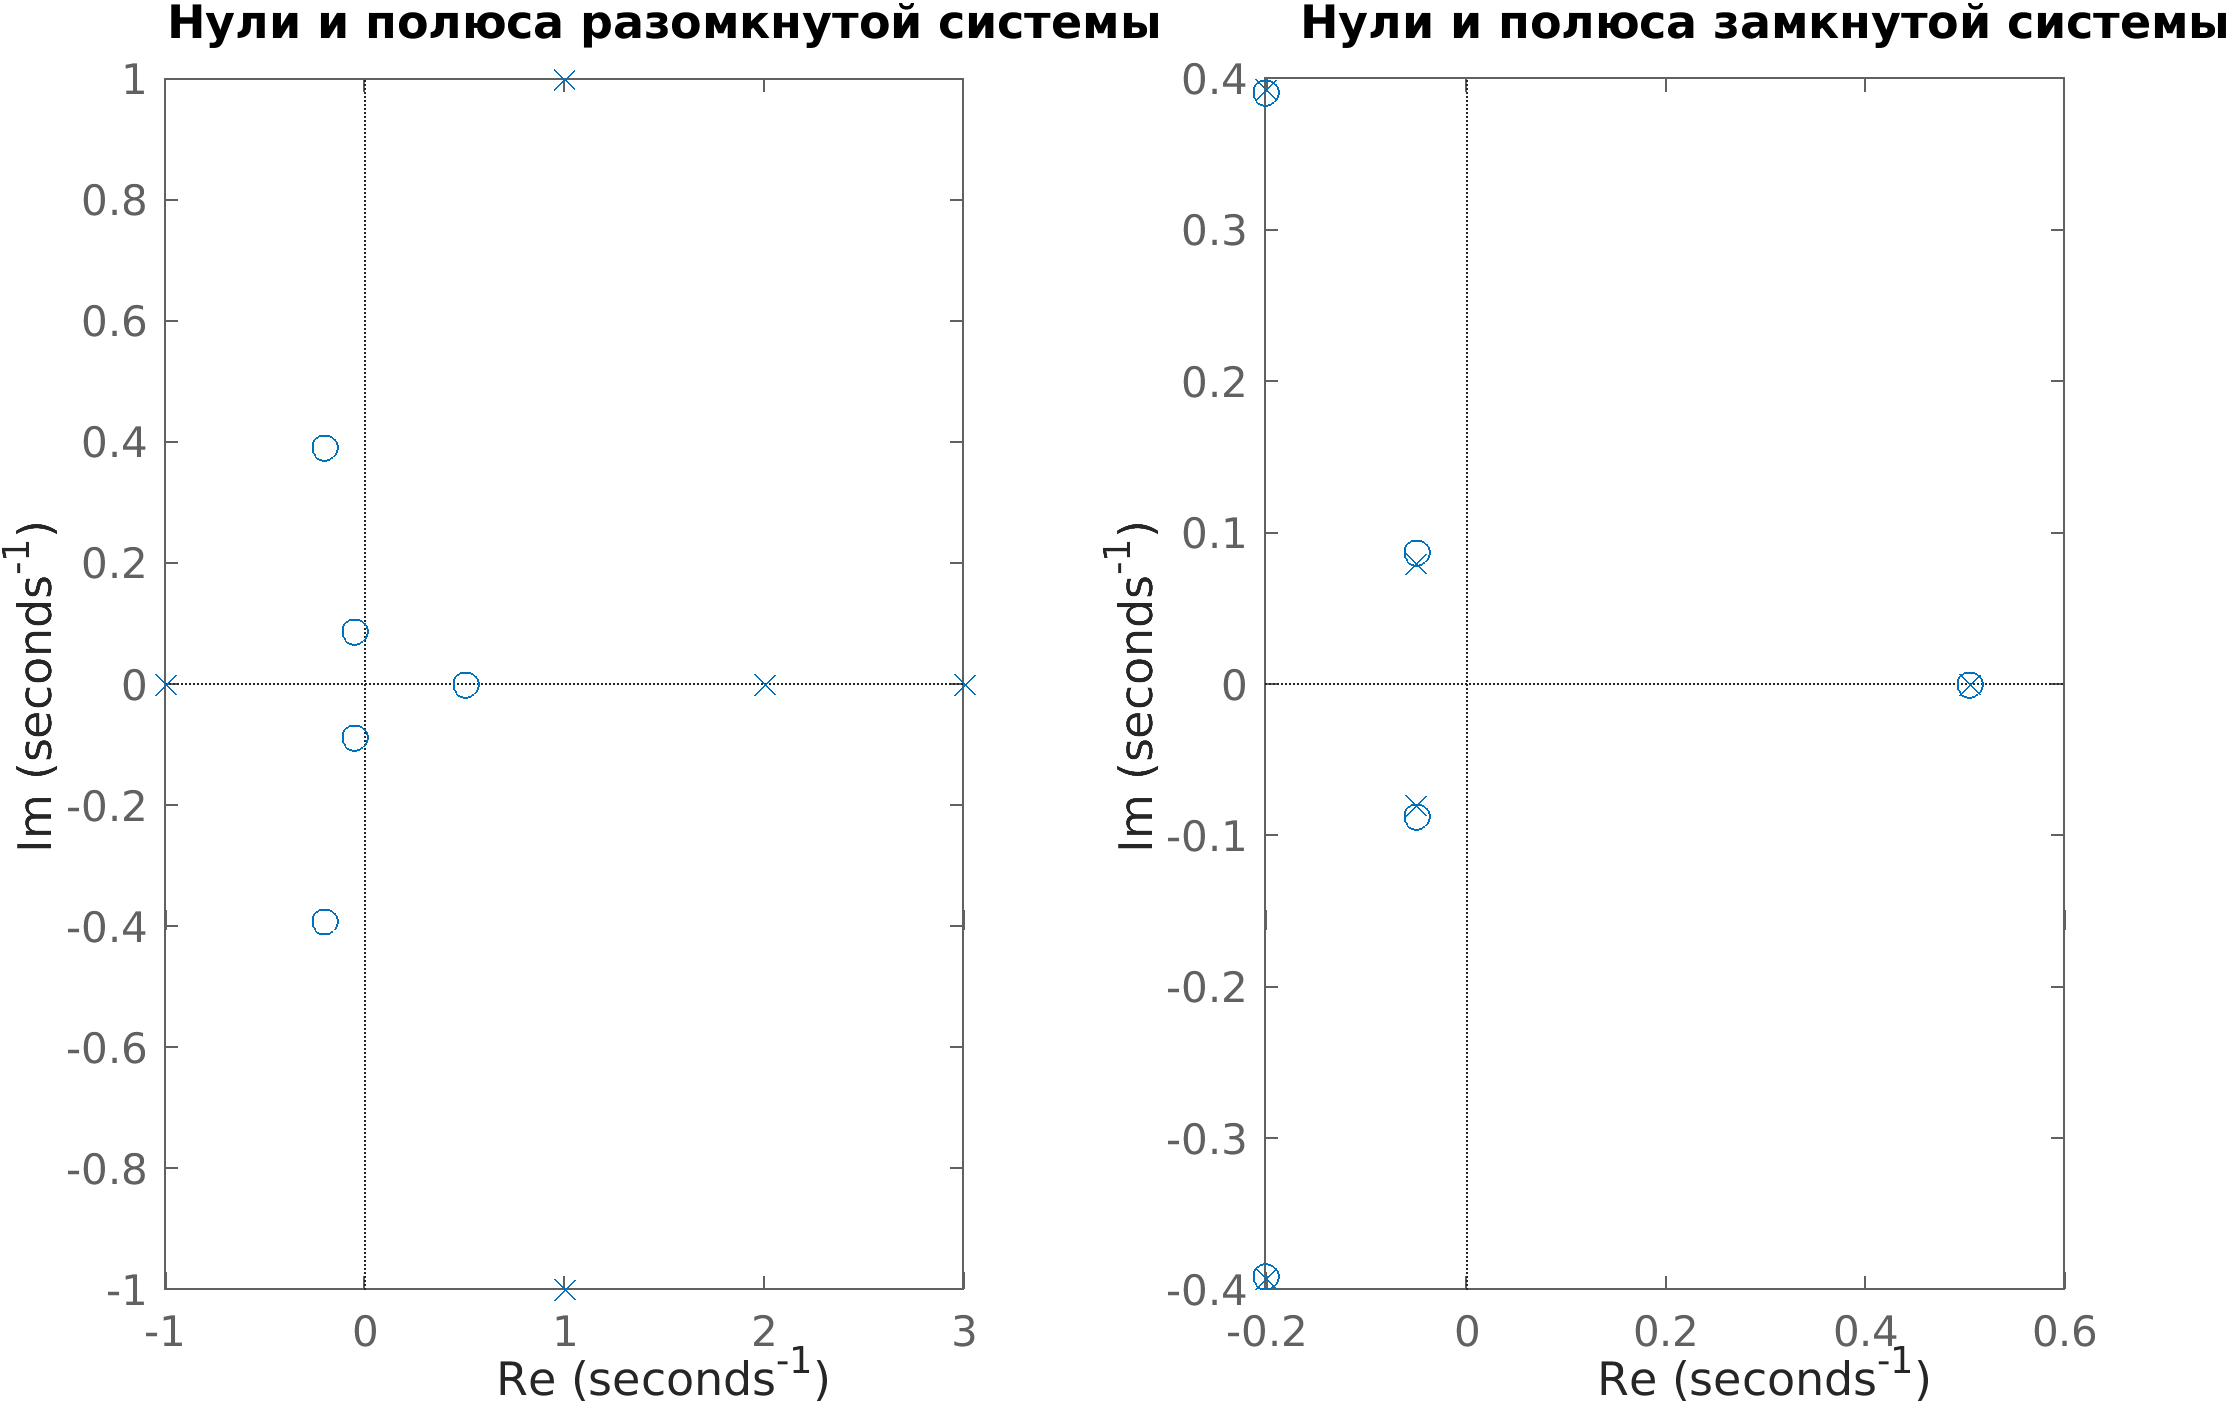 Нули и полюса разомкнутой системы
1
0.8
0.6
0.4
0.2
0
-0.2
-0.4
-0.6
-0.8
-1
Im (seconds⁻¹)
-1 0 1 2 3
Re (seconds⁻¹)
Нули и полюса замкнутой системы
0.4
0.3
0.2
0.1
0
-0.1
-0.2
-0.3
-0.4
Im (seconds⁻¹)
-0.2 0 0.2 0.4 0.6
Re (seconds⁻¹)